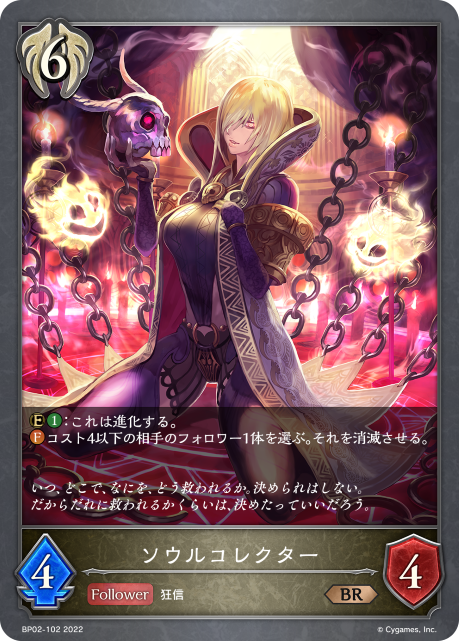 6
E 1：これは進化する。
F コスト4以下の相手のフォロワー1体を選ぶ。それを消滅させる。
いつ、どこで、なにを、どう救われるか。決められはしない。
だからだれに救われるかくらいは、決めたっていいだろう。
ソウルコレクター
4
4
Follower 狂信
BR
BP02-102 2022
© Cygames, Inc.